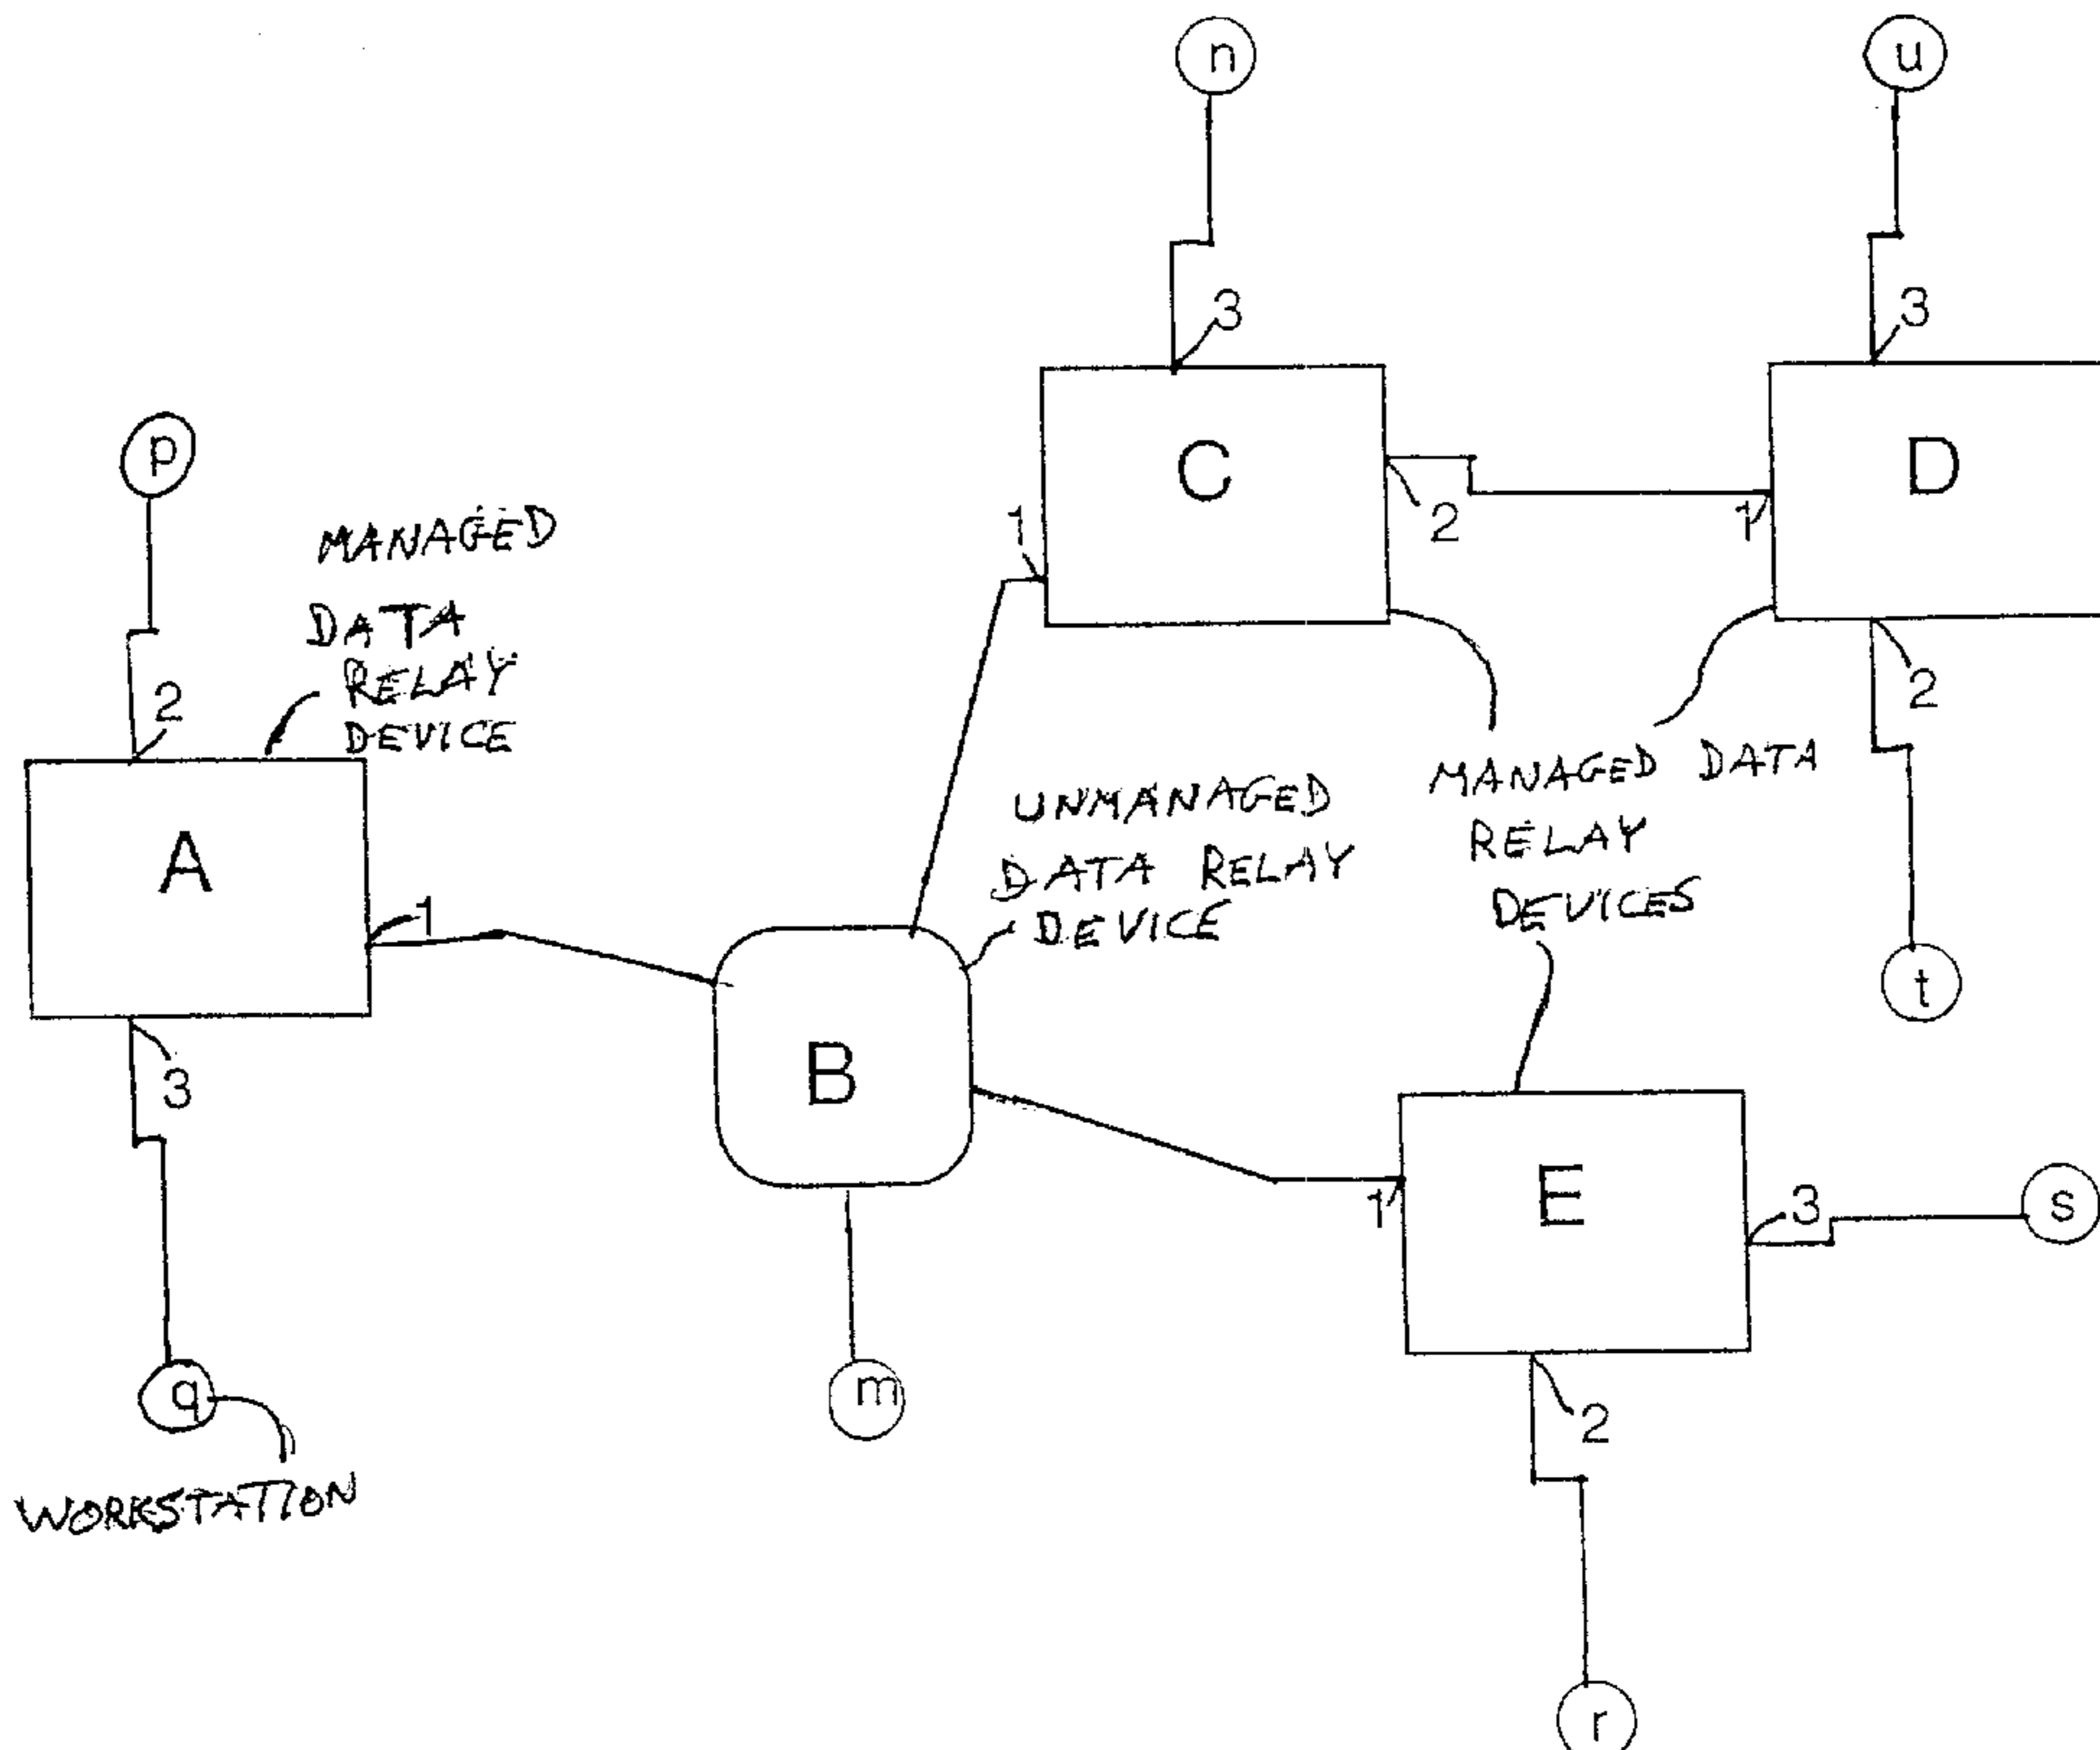 n
u
3
3
C
D
p
1
2
1
MANAGED
DATA
RELAY
DEVICE
2
2
MANAGED DATA
RELAY
DEVICES
UNMANAGED
DATA RELAY
DEVICE
A
1
t
B
3
E
1
3
s
m
q
2
WORKSTATION
r